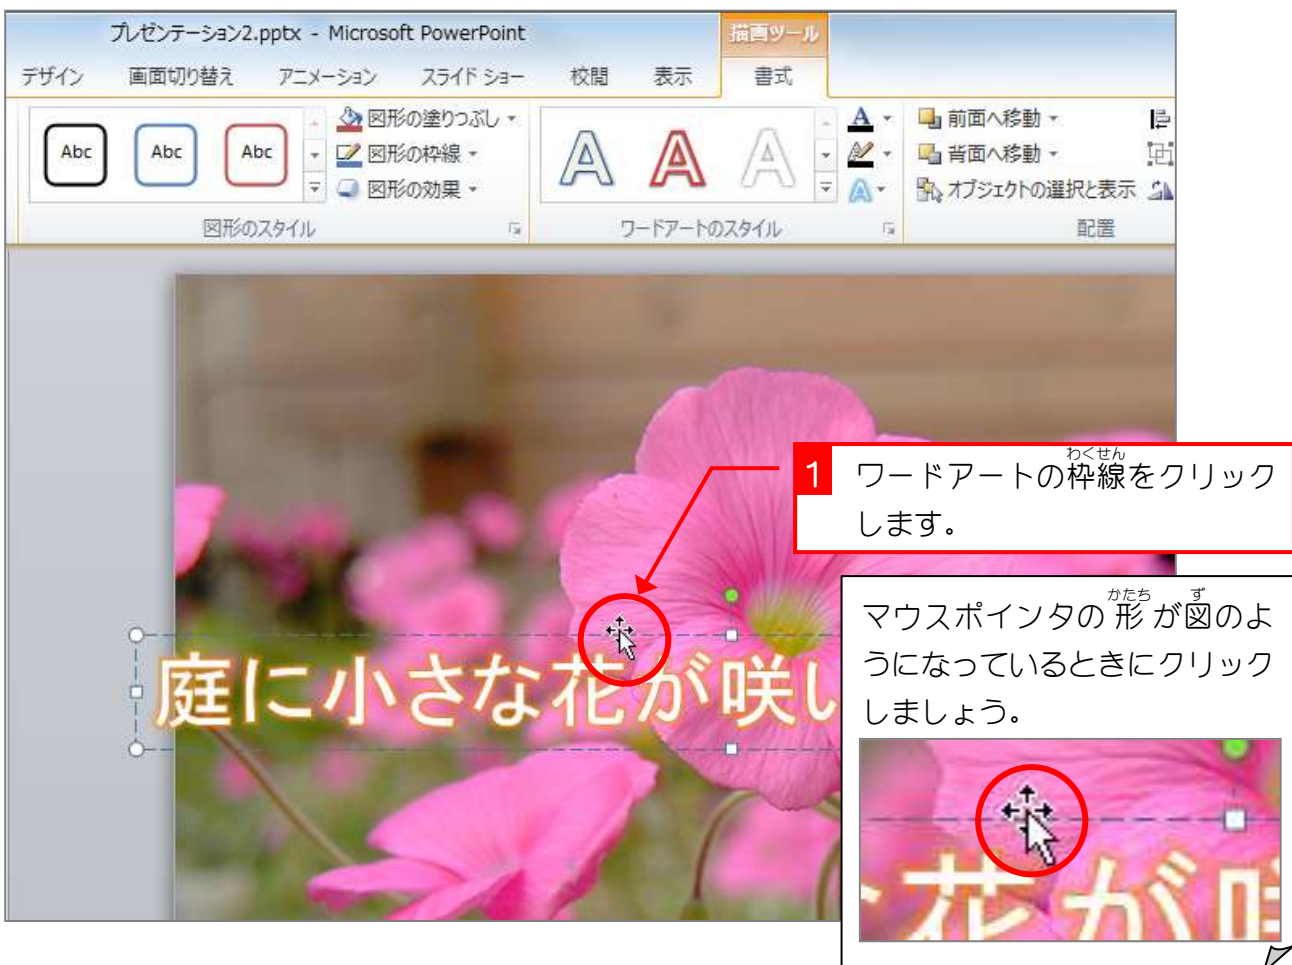 プレゼンテーション2.pptx - Microsoft PowerPoint
描画ツール
デザイン 画面切り替え アニメーション スライド ショー 校閲 表示 書式
Abc Abc Abc
図形の塗りつぶし
図形の枠線
図形の効果
図形のスタイル
A A A
ワードアートのスタイル
A
A
前面へ移動
背面へ移動
オブジェクトの選択と表示
配置
1
わくせん
ワードアートの枠線をクリック
します。
かたち ず
マウスポインタの形が図のよ
うになっているときにクリック
しましょう。
庭に小さな花が咲い
花が